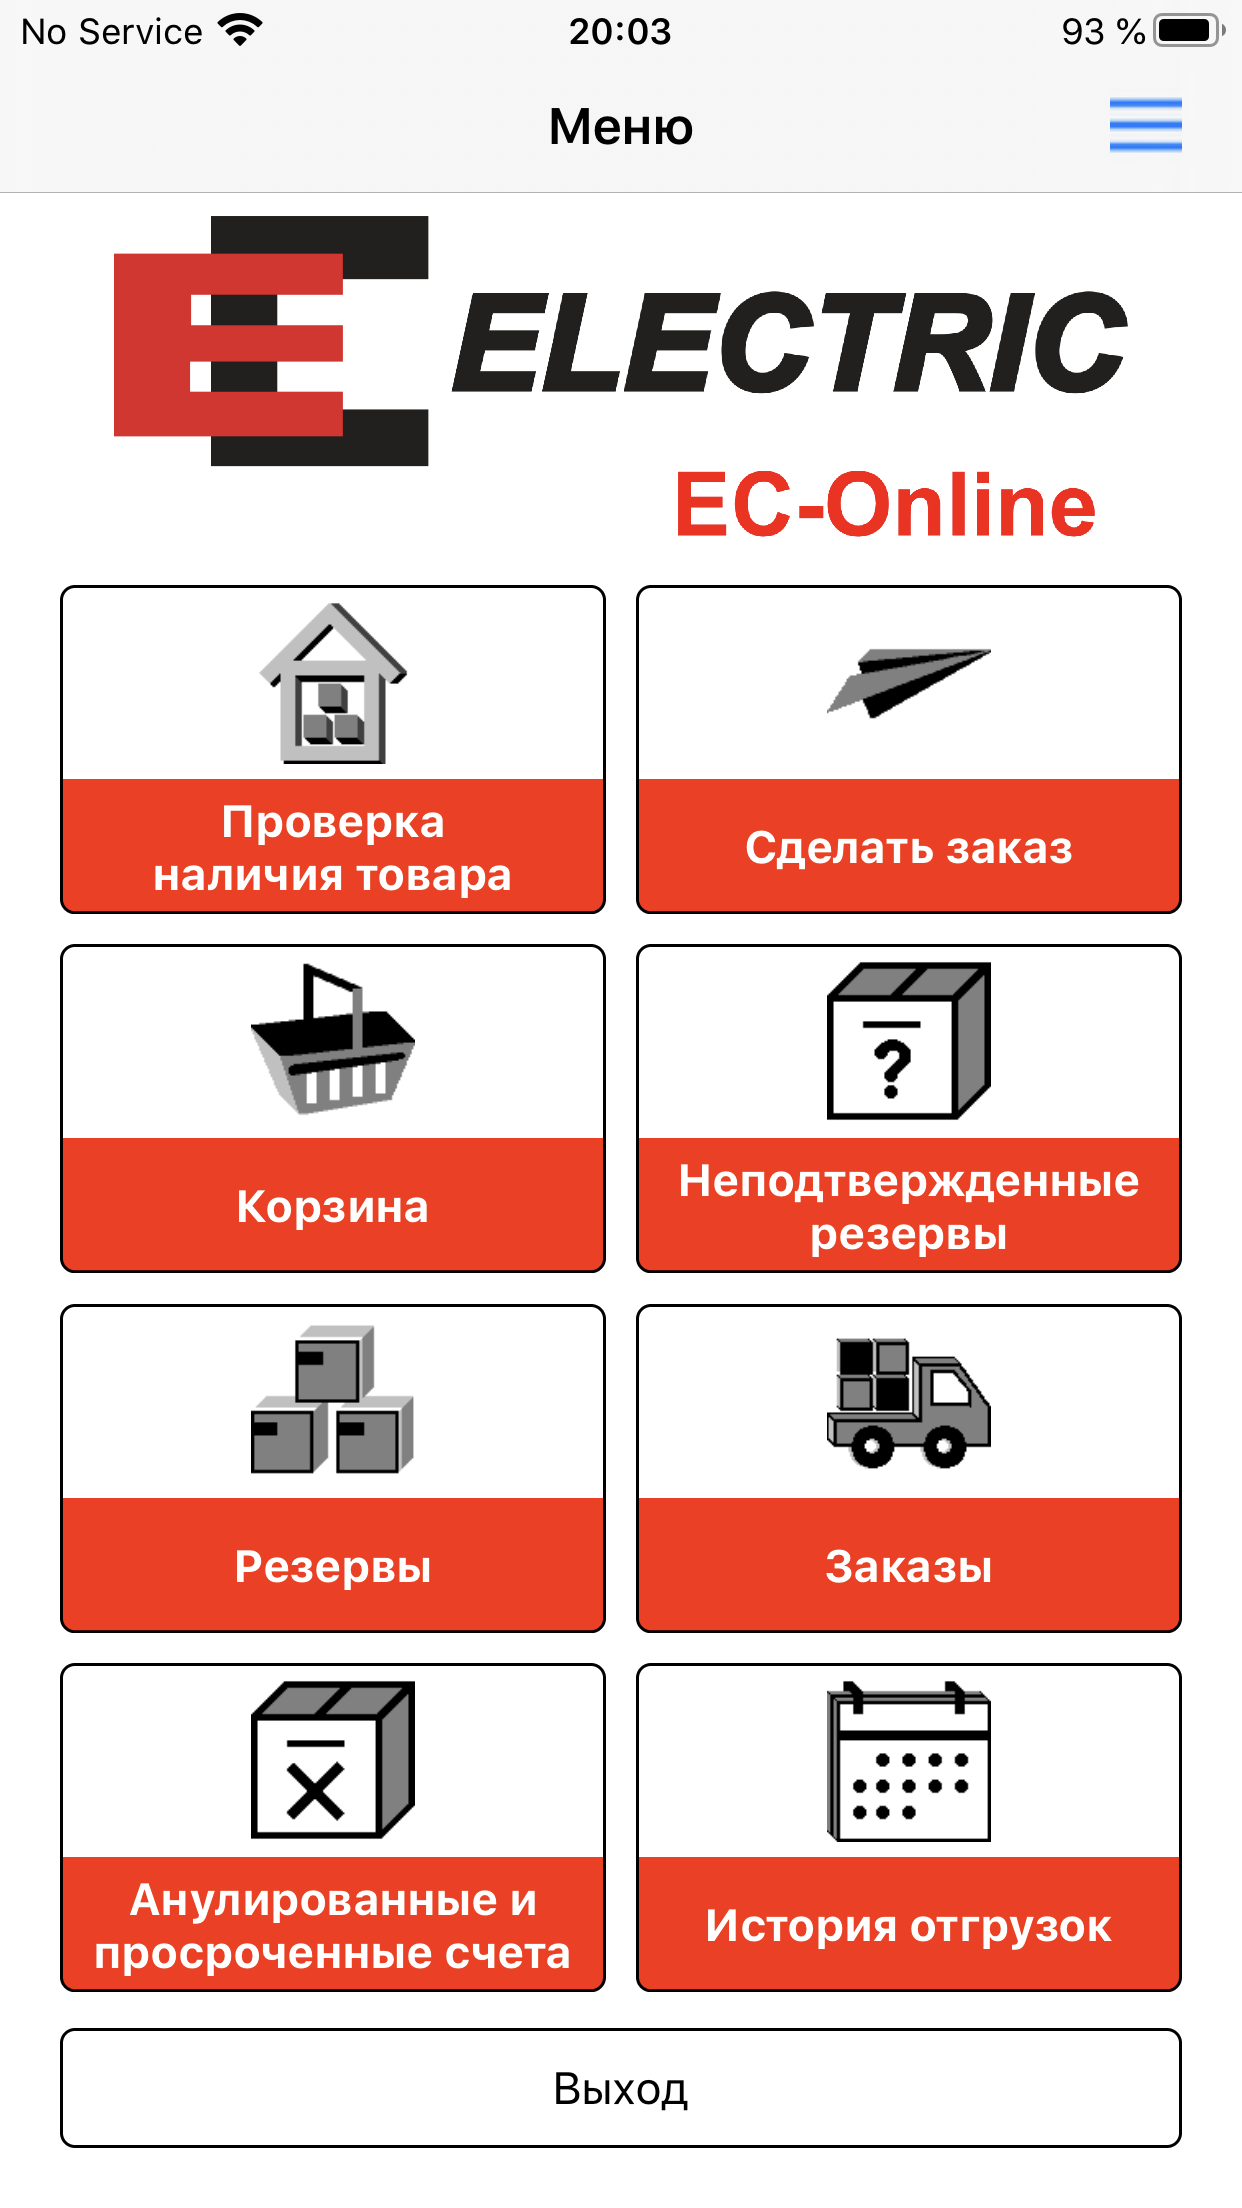 No Service 20:03 93 %
Меню
EC ELECTRIC
EC-Online
Проверка
наличия товара
Сделать заказ
Корзина
Неподтвержденные
резервы
Резервы
Заказы
Анулированные и
просроченные счета
История отгрузок
Выход